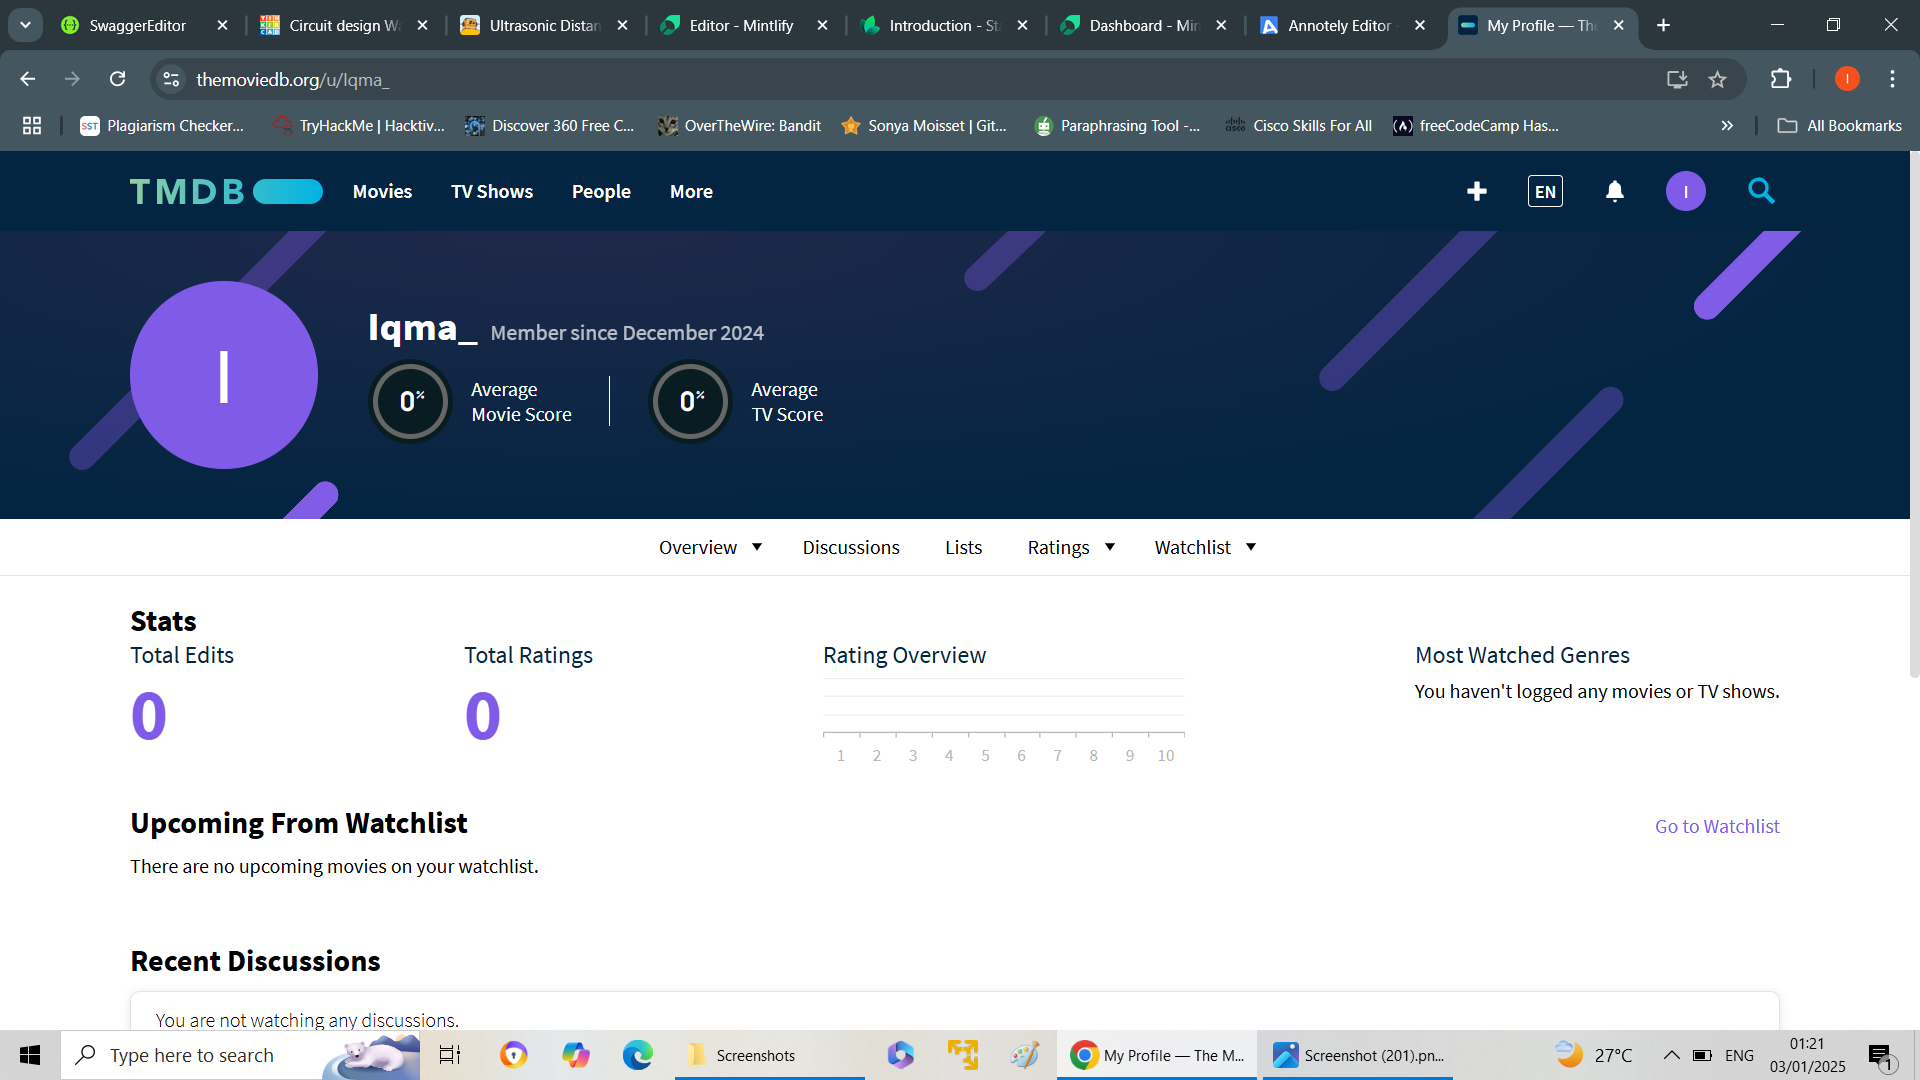 SwaggerEditor
Circuit design Wa
Ultrasonic Distan
Editor - Mintlify
Introduction - Sta
Dashboard - Min
Annotely Editor -
My Profile — The
themoviedb.org/u/Iqma_
I
SST Plagiarism Checker...
TryHackMe | Hacktiv...
Discover 360 Free C...
OverTheWire: Bandit
Sonya Moisset | Git...
Paraphrasing Tool -...
Cisco Skills For All
freeCodeCamp Has...
All Bookmarks
TMDB
Movies
TV Shows
People
More
EN
I
I
Iqma_ Member since December 2024
0%
Average
Movie Score
0%
Average
TV Score
Overview
Discussions
Lists
Ratings
Watchlist
Stats
Total Edits
0
Total Ratings
0
Rating Overview
1 2 3 4 5 6 7 8 9 10
Most Watched Genres
You haven't logged any movies or TV shows.
Upcoming From Watchlist
Go to Watchlist
There are no upcoming movies on your watchlist.
Recent Discussions
You are not watching any discussions.
Type here to search
Screenshots
My Profile — The M...
Screenshot (201).pn...
27°C
ENG
01:21
03/01/2025
1